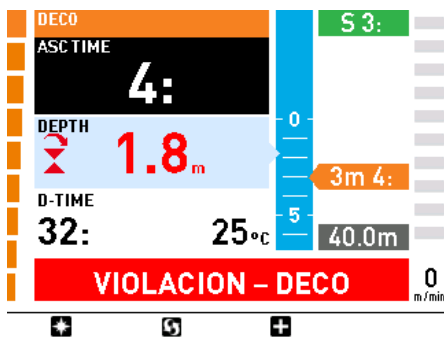 DECO
S 3:
ASC TIME
4:
DEPTH
1.8m
0
3m 4:
D-TIME
5
32:
25°C
40.0m
VIOLACION – DECO
0
m/min